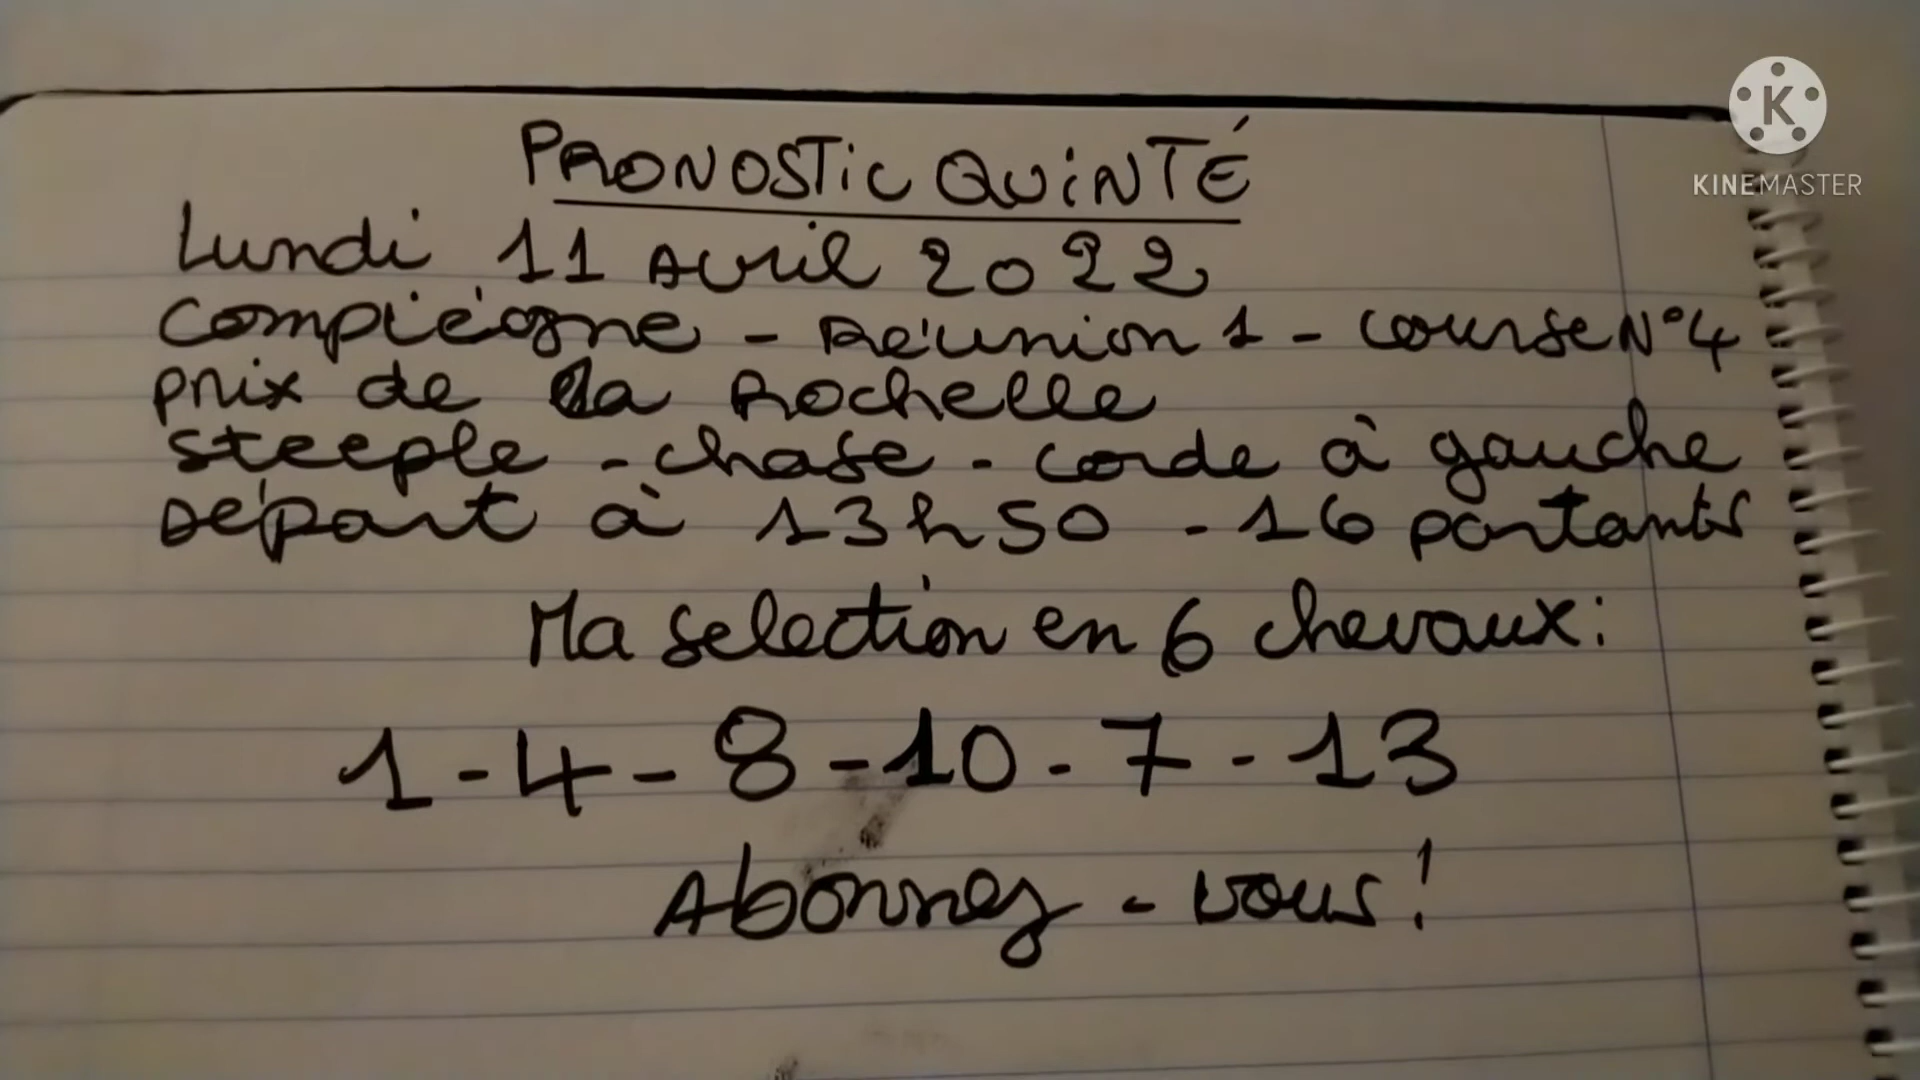 PRONOSTIC QUINTÉ
Lundi 11 Avril 2022
Compiégne - Réunion 1 - course N°4
prix de la Rochelle
steeple - chase - corde à gauche
Départ à 13h50 - 16 partants
Ma selection en 6 chevaux :
1 - 4 - 8 - 10 - 7 - 13
Abonnez - vous !
K
KINEMASTER